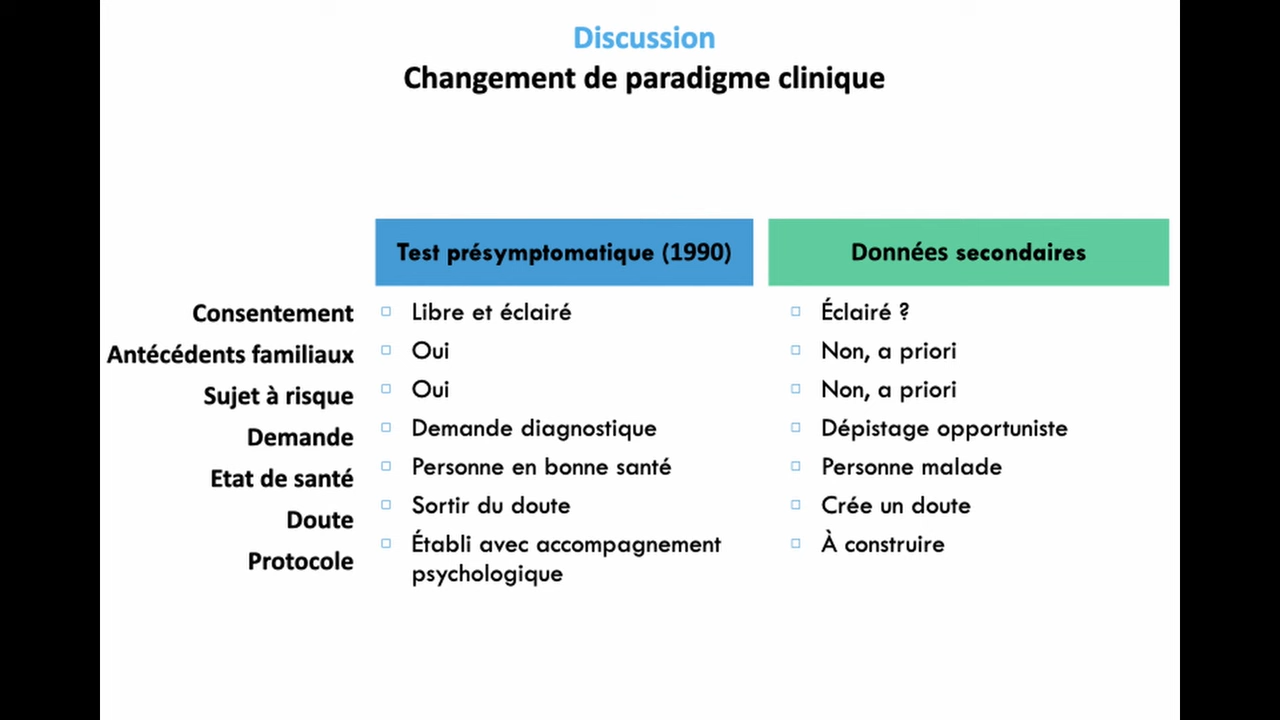 Discussion
Changement de paradigme clinique
Test présymptomatique (1990)
Données secondaires
Consentement
Libre et éclairé
Éclairé ?
Antécédents familiaux
Oui
Non, a priori
Sujet à risque
Oui
Non, a priori
Demande
Demande diagnostique
Dépistage opportuniste
Etat de santé
Personne en bonne santé
Personne malade
Doute
Sortir du doute
Crée un doute
Protocole
Établi avec accompagnement
psychologique
À construire